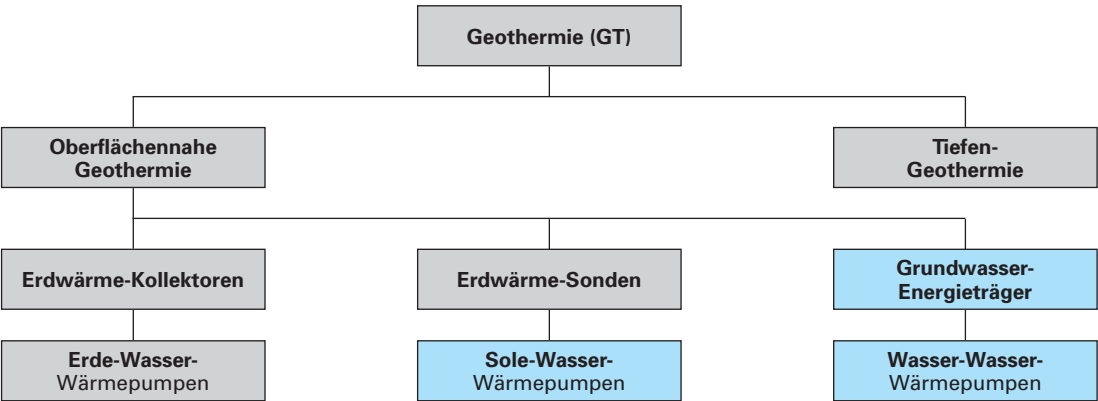 Geothermie (GT)
Oberflächennahe
Geothermie
Tiefen-
Geothermie
Erdwärme-Kollektoren
Erdwärme-Sonden
Grundwasser-
Energieträger
Erde-Wasser-
Wärmepumpen
Sole-Wasser-
Wärmepumpen
Wasser-Wasser-
Wärmepumpen